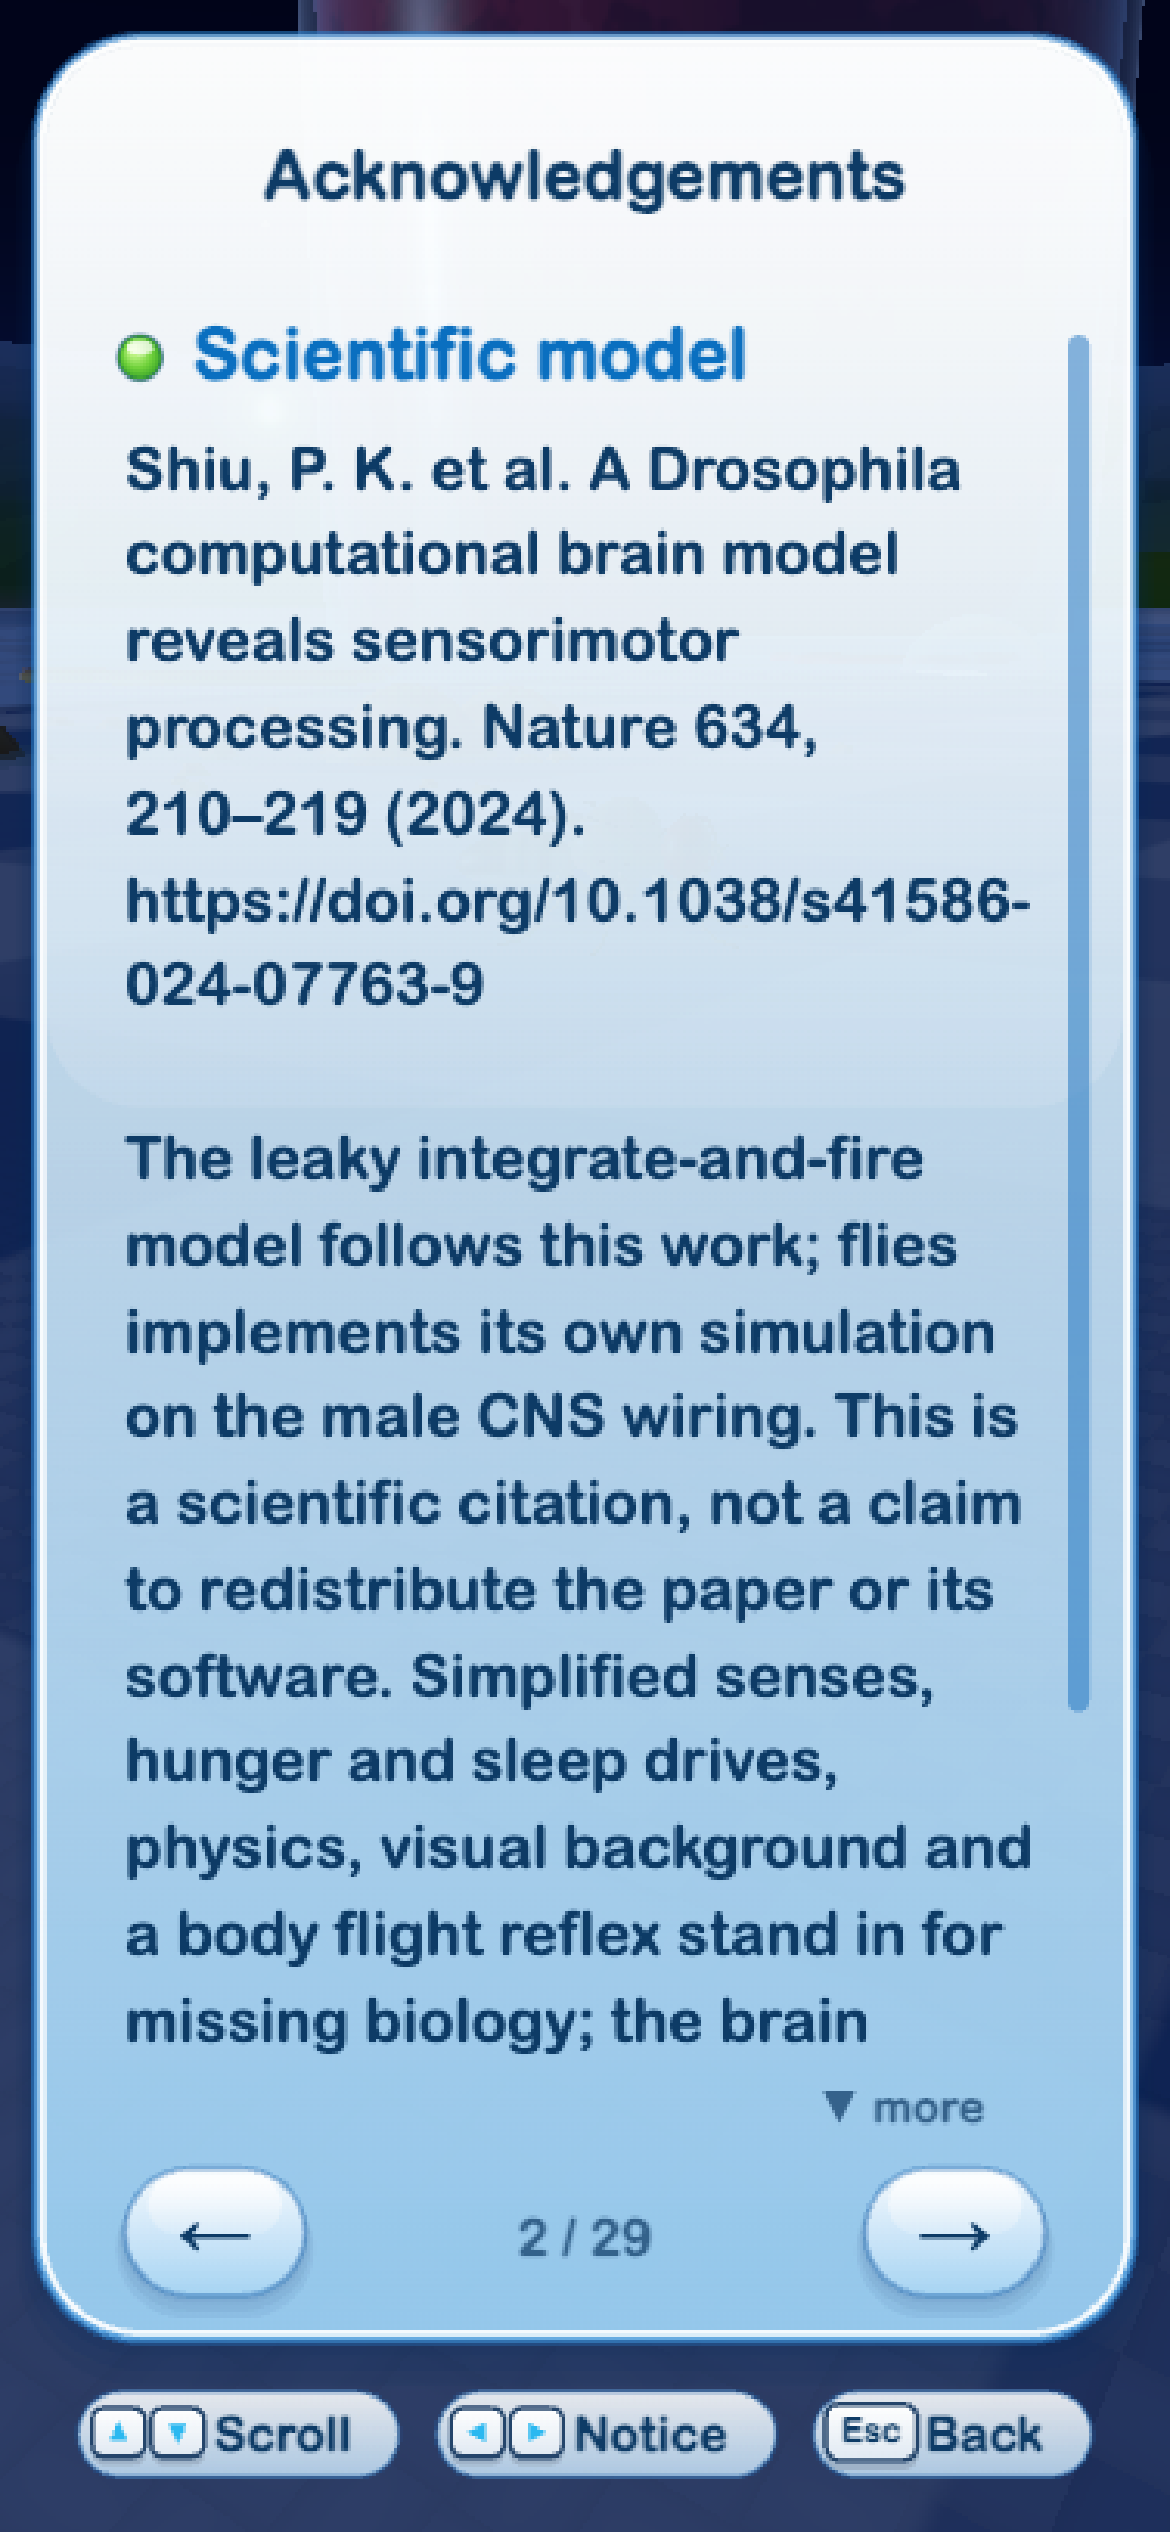 Acknowledgements
Scientific model
Shiu, P. K. et al. A Drosophila
computational brain model
reveals sensorimotor
processing. Nature 634,
210–219 (2024).
https://doi.org/10.1038/s41586-
024-07763-9
The leaky integrate-and-fire
model follows this work; flies
implements its own simulation
on the male CNS wiring. This is
a scientific citation, not a claim
to redistribute the paper or its
software. Simplified senses,
hunger and sleep drives,
physics, visual background and
a body flight reflex stand in for
missing biology; the brain
▼ more
← 2 / 29 →
▲ ▼ Scroll ◀ ▶ Notice Esc Back